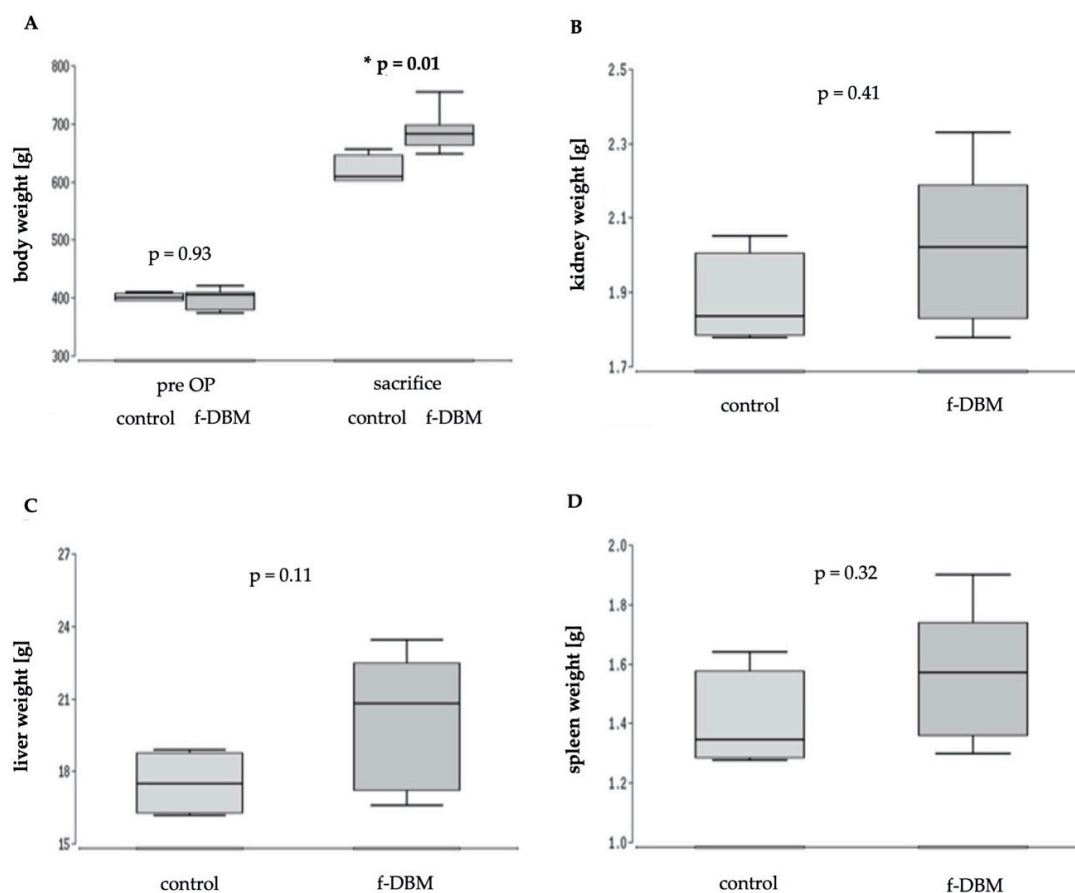 A
* p = 0.01
800
700
600
500
400
300
body weight [g]
p = 0.93
pre OP
sacrifice
control
f-DBM
control
f-DBM
B
p = 0.41
2.5
2.3
2.1
1.9
1.7
kidney weight [g]
control
f-DBM
C
p = 0.11
27
24
21
18
15
liver weight [g]
control
f-DBM
D
p = 0.32
2.0
1.8
1.6
1.4
1.2
1.0
spleen weight [g]
control
f-DBM